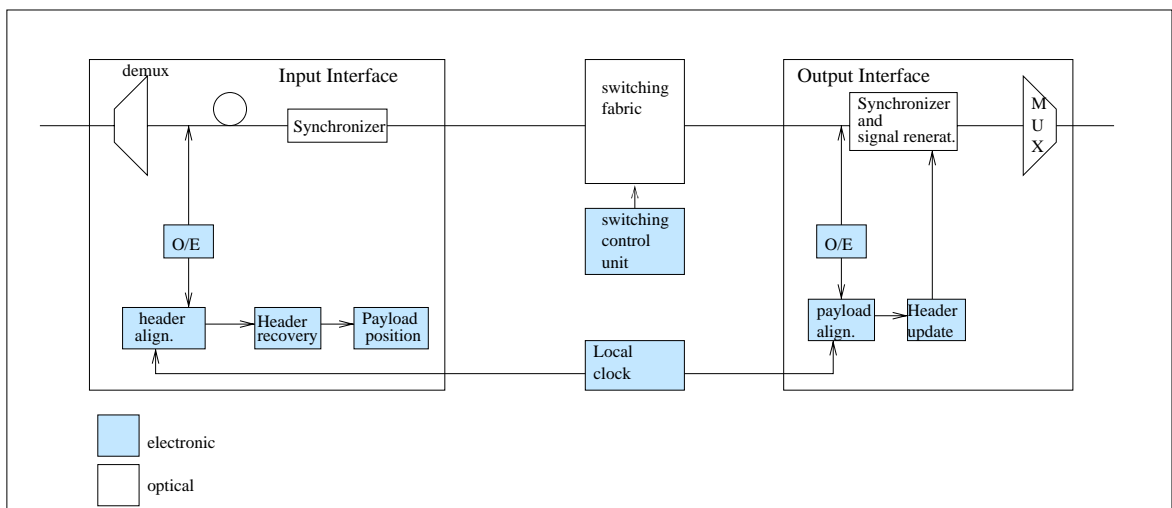 demux
Input Interface
Synchronizer
O/E
header
align.
Header
recovery
Payload
position
switching
fabric
switching
control
unit
Local
clock
Output Interface
Synchronizer
and
signal renerat.
M
U
X
O/E
payload
align.
Header
update
electronic
optical